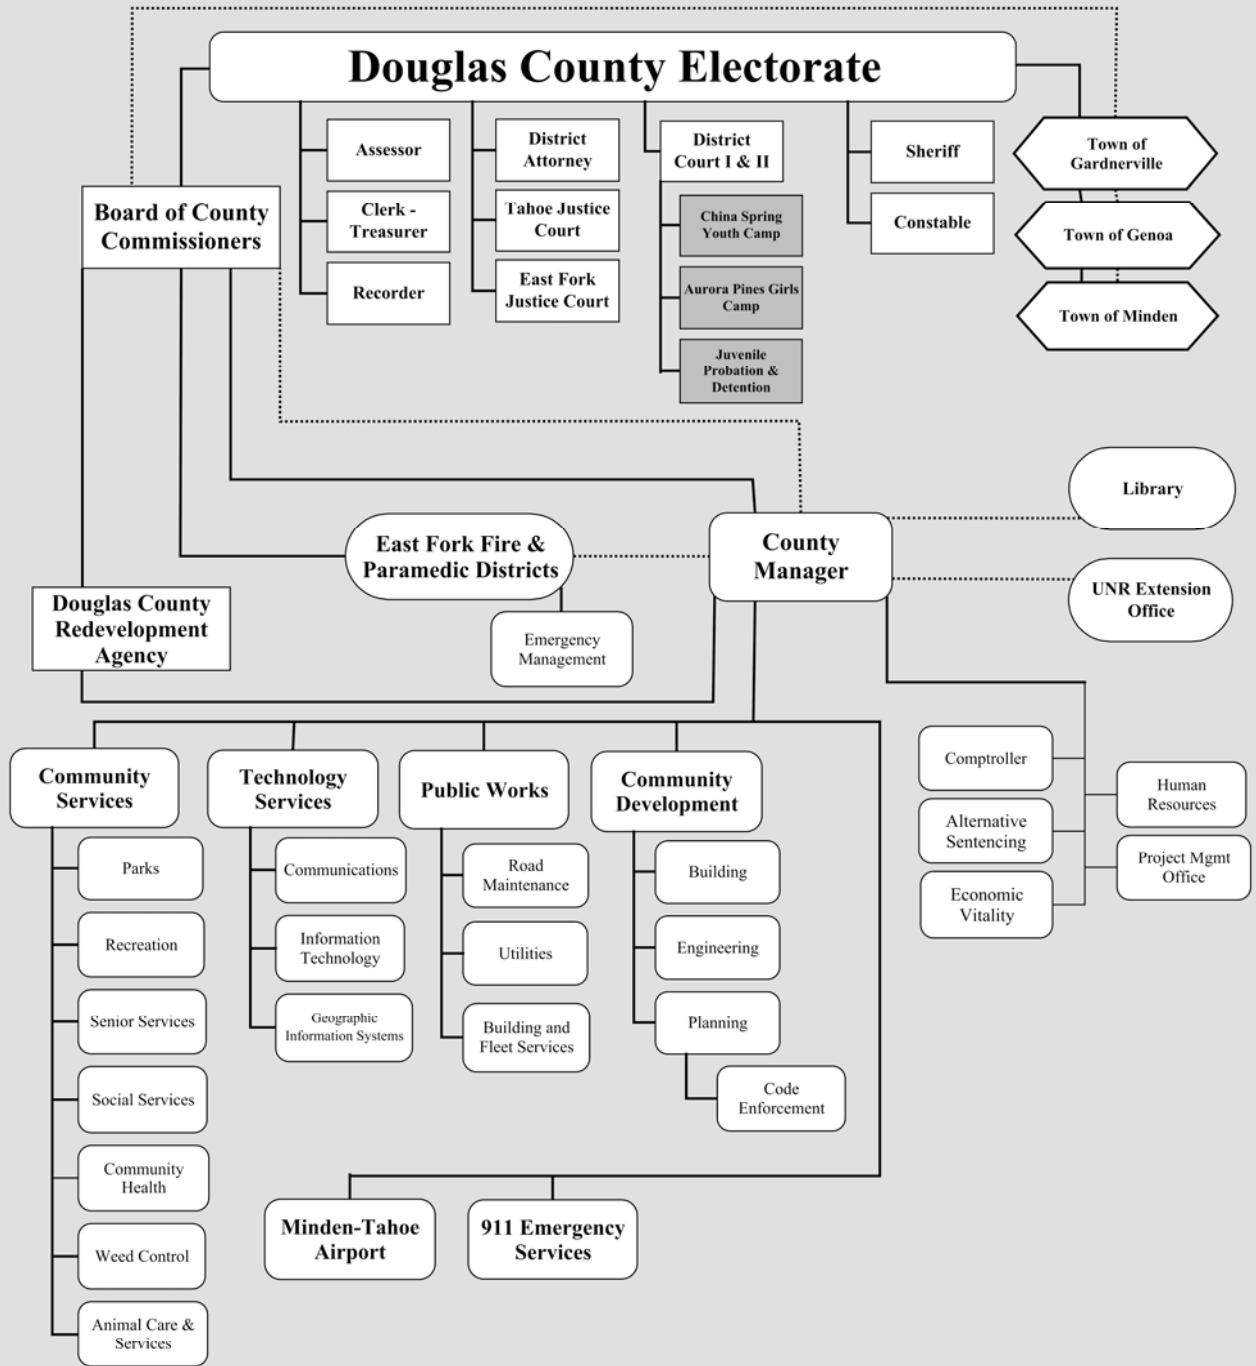 Douglas County Electorate
Assessor
Clerk -
Treasurer
Recorder
District
Attorney
Tahoe Justice
Court
East Fork
Justice Court
District
Court I & II
China Spring
Youth Camp
Aurora Pines Girls
Camp
Juvenile
Probation &
Detention
Sheriff
Constable
Town of
Gardnerville
Town of Genoa
Town of Minden
Board of County
Commissioners
Library
UNR Extension
Office
County
Manager
East Fork Fire &
Paramedic Districts
Emergency
Management
Douglas County
Redevelopment
Agency
Comptroller
Alternative
Sentencing
Economic
Vitality
Human
Resources
Project Mgmt
Office
Community
Services
Parks
Recreation
Senior Services
Social Services
Community
Health
Weed Control
Animal Care &
Services
Technology
Services
Communications
Information
Technology
Geographic
Information Systems
Public Works
Road
Maintenance
Utilities
Building and
Fleet Services
Community
Development
Building
Engineering
Planning
Code
Enforcement
Minden-Tahoe
Airport
911 Emergency
Services